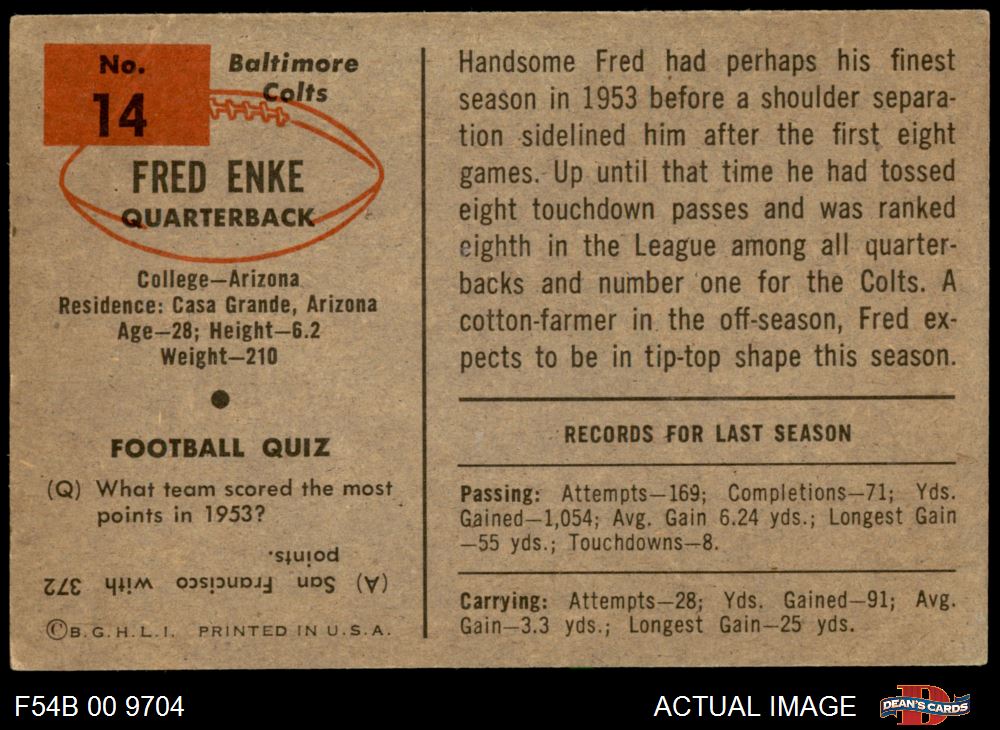 No.
14
Baltimore
Colts
FRED ENKE
QUARTERBACK
College—Arizona
Residence: Casa Grande, Arizona
Age—28; Height—6.2
Weight—210
FOOTBALL QUIZ
(Q) What team scored the most
points in 1953?
(A) San Francisco with 372
points.
©B.G.H.L.I. PRINTED IN U.S.A.
Handsome Fred had perhaps his finest
season in 1953 before a shoulder separa-
tion sidelined him after the first eight
games. Up until that time he had tossed
eight touchdown passes and was ranked
eighth in the League among all quarter-
backs and number one for the Colts. A
cotton-farmer in the off-season, Fred ex-
pects to be in tip-top shape this season.
RECORDS FOR LAST SEASON
Passing: Attempts—169; Completions—71; Yds.
Gained—1,054; Avg. Gain 6.24 yds.; Longest Gain
—55 yds.; Touchdowns—8.
Carrying: Attempts—28; Yds. Gained—91; Avg.
Gain—3.3 yds.; Longest Gain—25 yds.
F54B 00 9704
ACTUAL IMAGE
D
DEAN'S CARDS